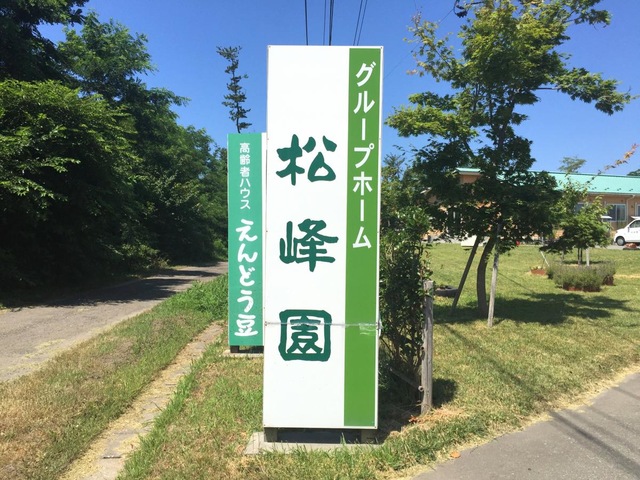 グループホーム
松峰園
高齢者ハウス
えんどう豆